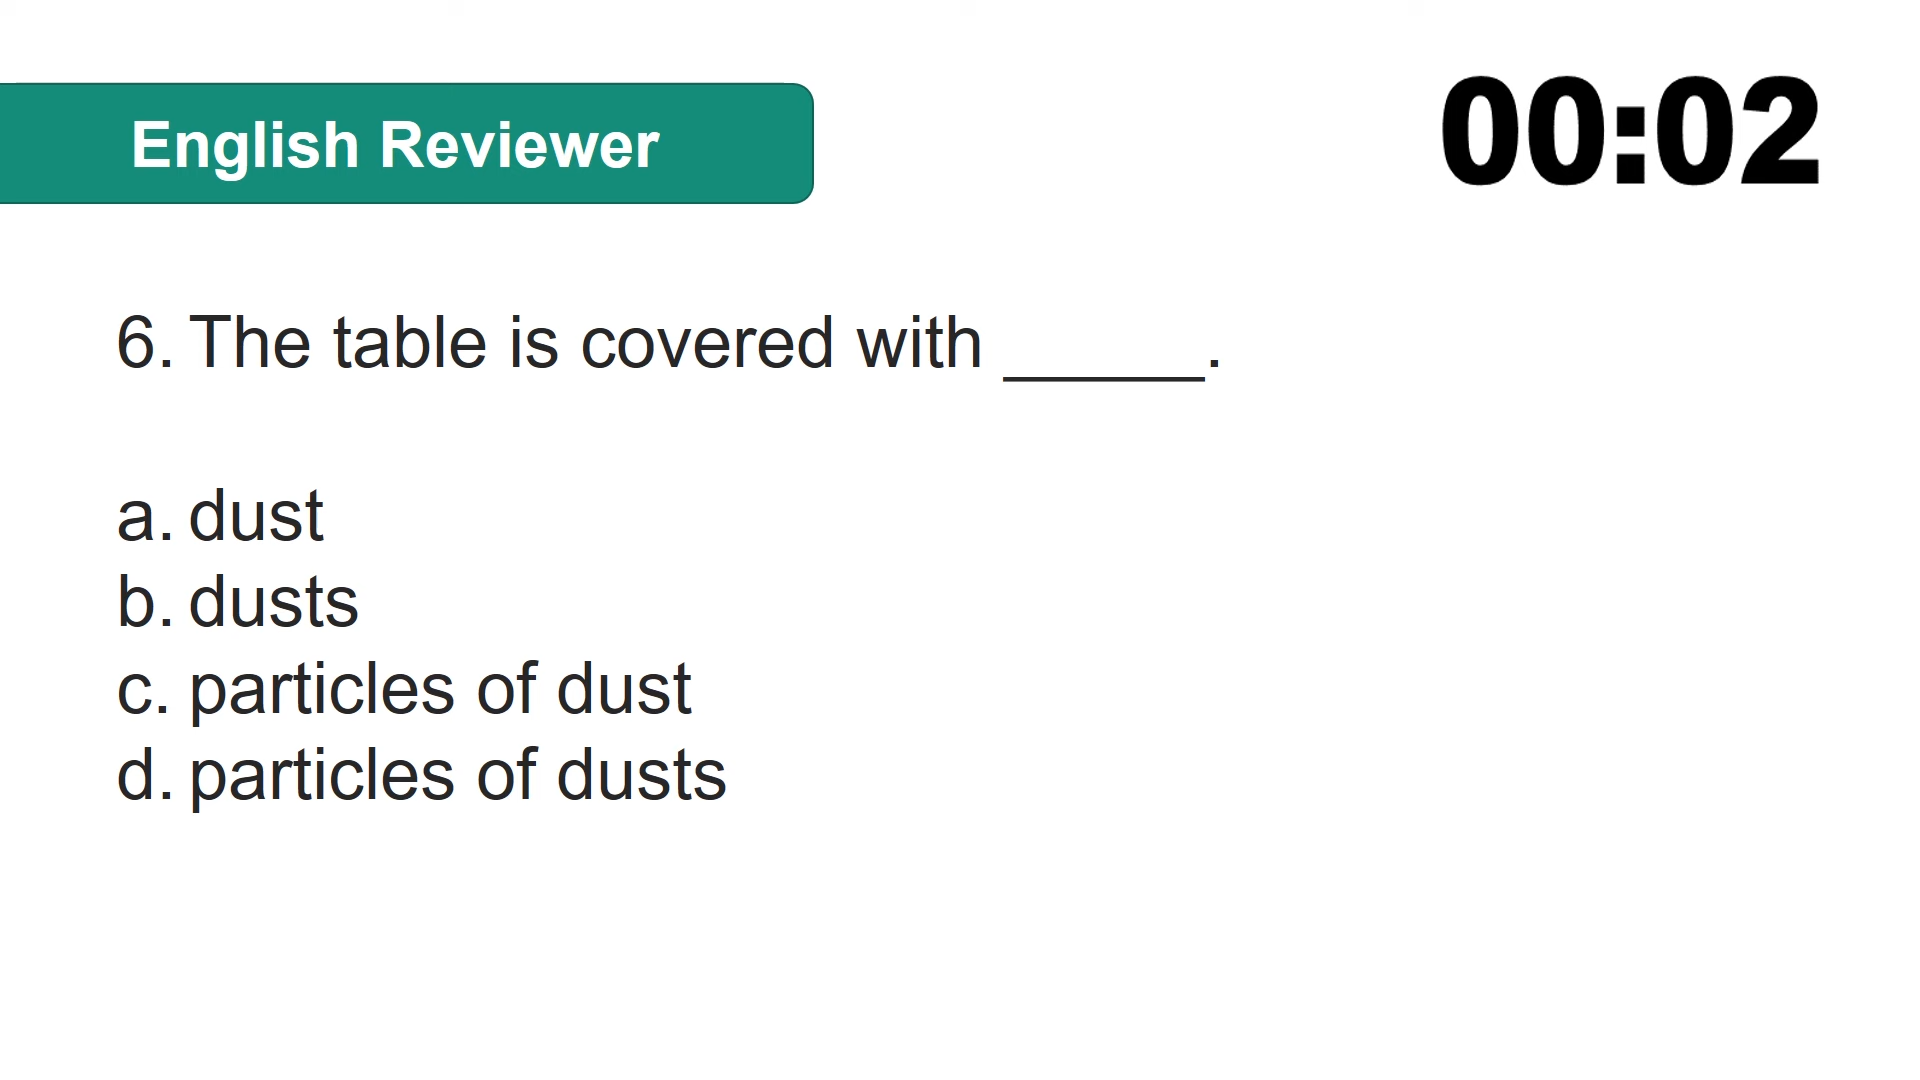 English Reviewer
00:02
6. The table is covered with _____.
a. dust
b. dusts
c. particles of dust
d. particles of dusts